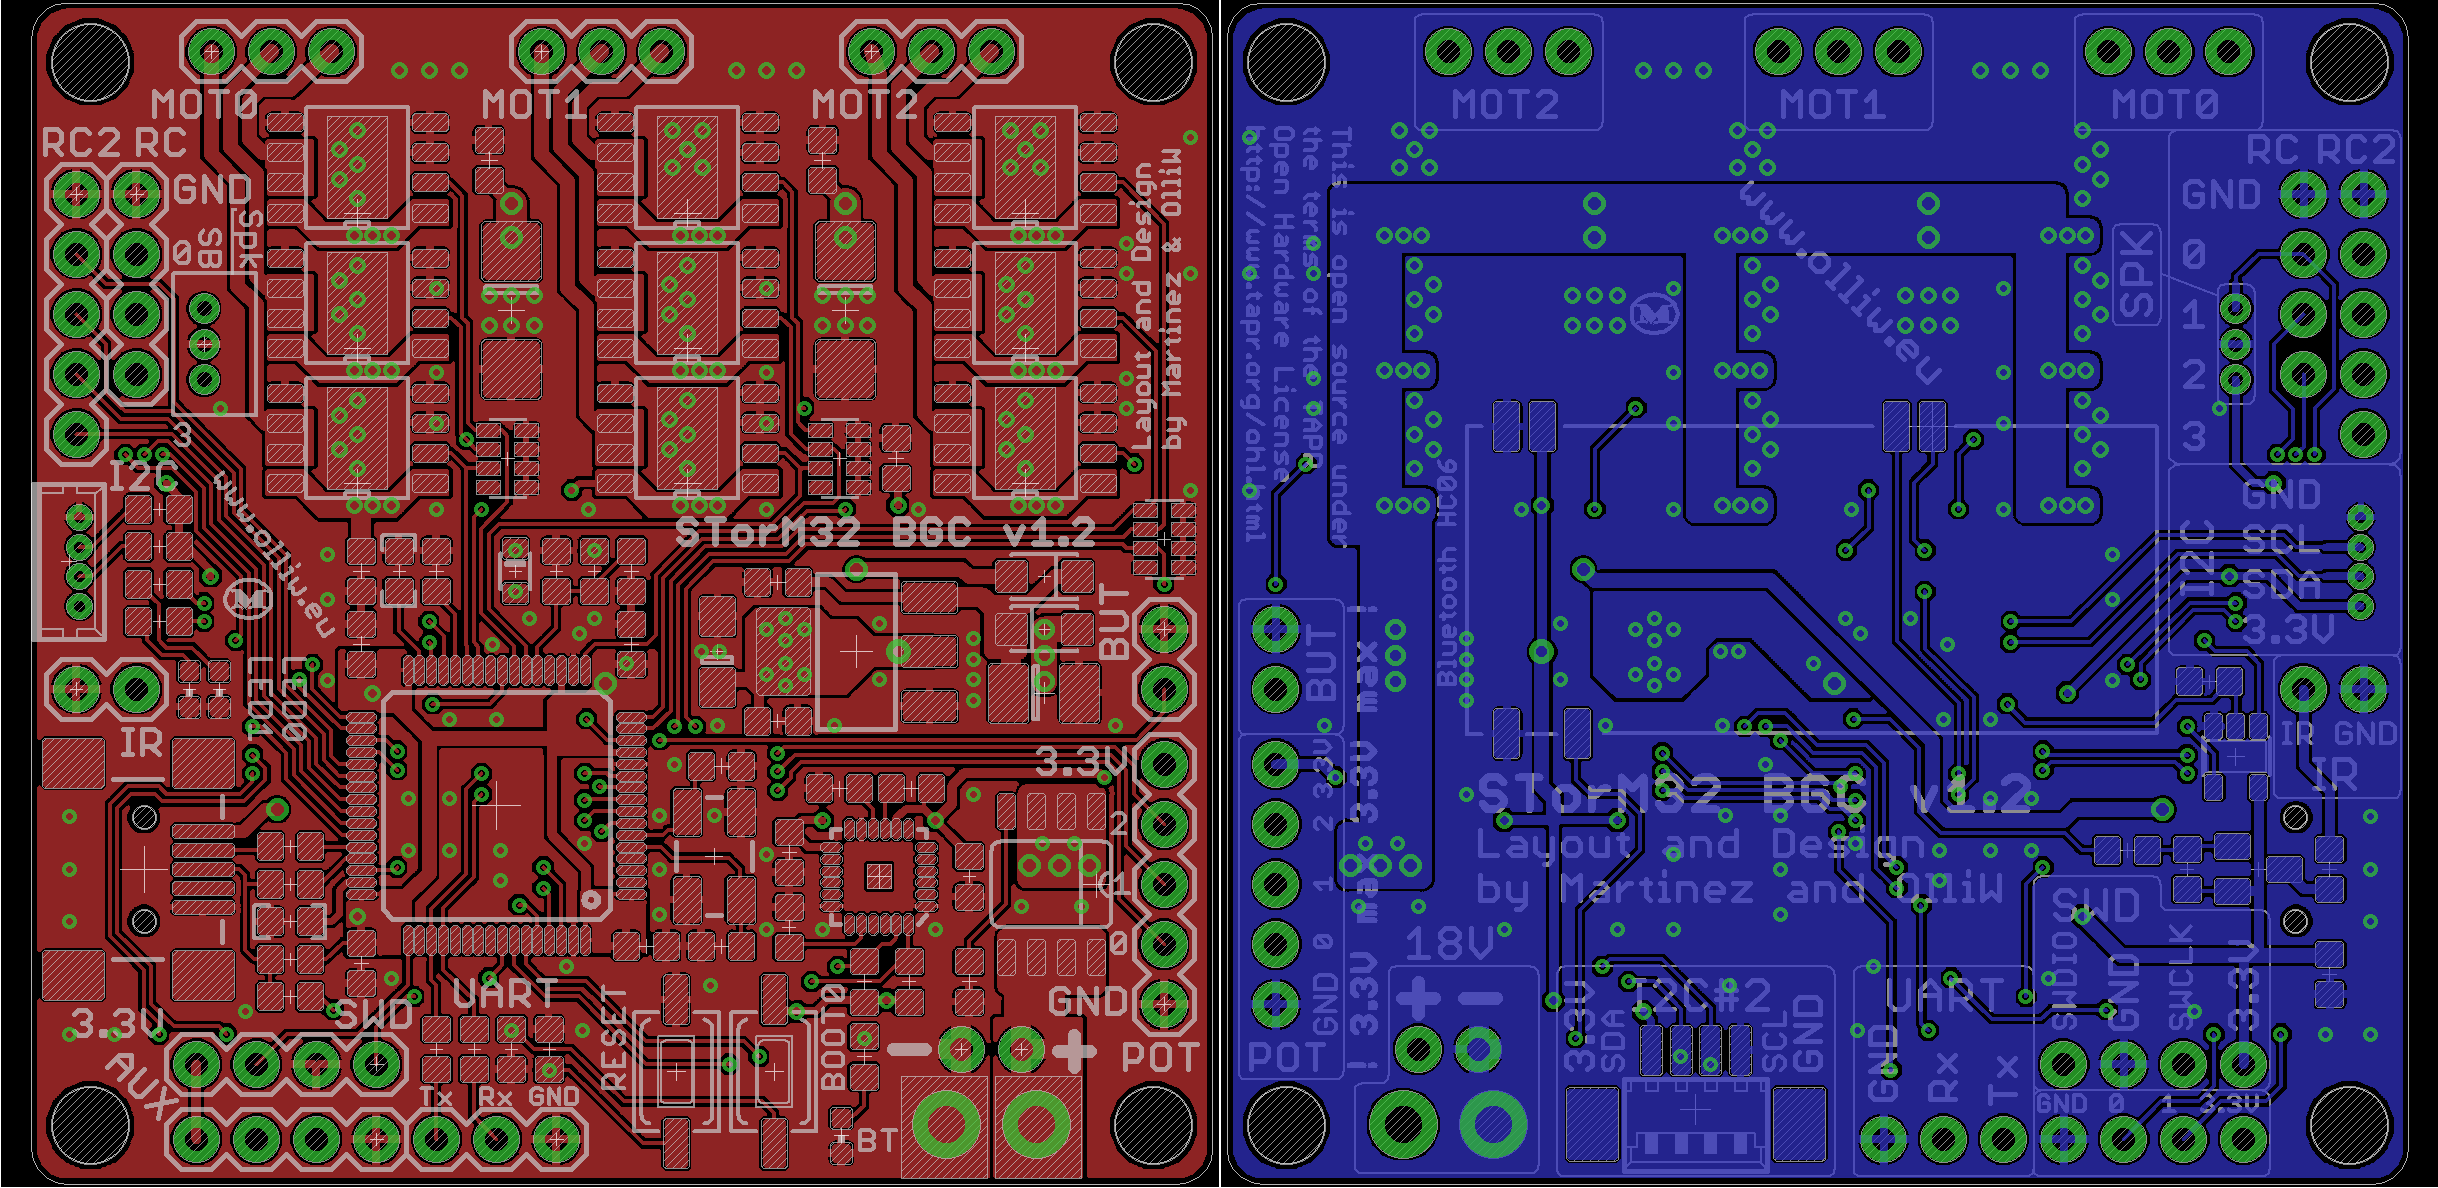 MOT0 MOT1 MOT2
RC2 RC
GND
[Spk
SB
0
3
I2C
www.olliw.eu
Layout and Design
by Martinez & OlliW
STorM32 BGC v1.2
BUT
LED0
LED1
IR
3.3V
2
1
0
GND
POT
3.3V
AUX
SWD
UART
Tx Rx GND
RESET
BOOT0
BT
- +
MOT2 MOT1 MOT0
This is open source under
the terms of the TAPR
Open Hardware License
http://www.tapr.org/ohl.html
www.olliw.eu
RC RC2
GND
0
1
2
3
SPK
GND
SCL
SDA
3.3V
I2C
Bluetooth HC06
BUT
! 3.3V max 3.3V max !
3.3V
2
1
0
GND
POT
STorM32 BGC v1.2
Layout and Design
by Martinez and OlliW
IR GND
IR
18V
+ -
I2C#2
3.3V
SDA
SCL
GND
UART
GND
Rx
Tx
SWD
SWDIO
GND
SWCLK
3.3V
GND 0 1 3.3V